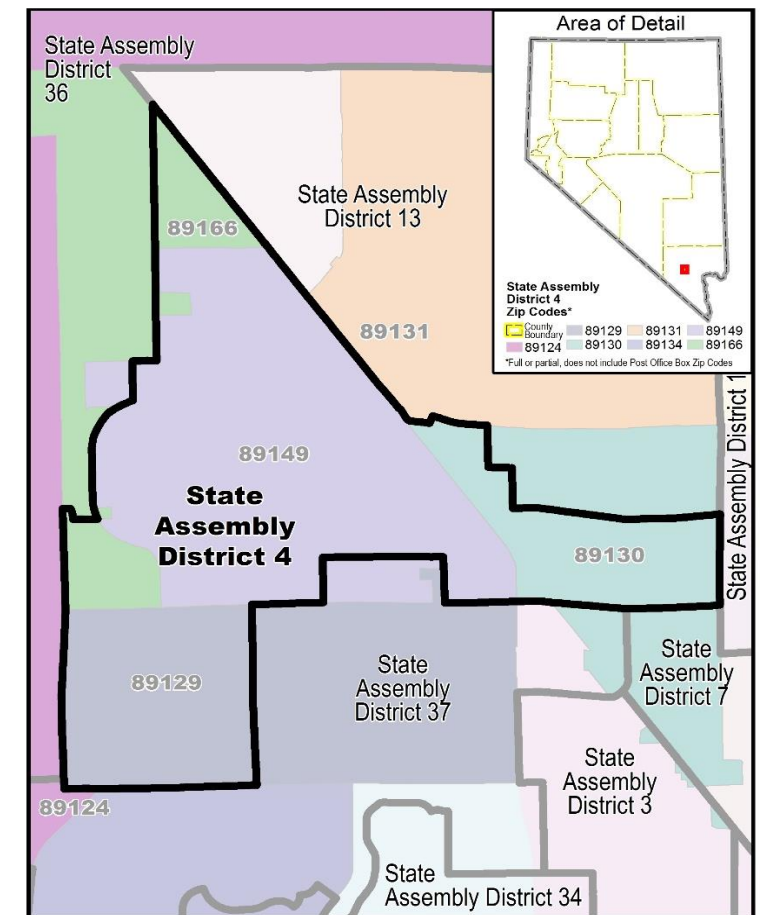 State Assembly
District
36
Area of Detail
State Assembly
District 13
89166
89131
State Assembly
District 4
Zip Codes*
County
Boundary
89129
89131
89149
89124
89130
89134
89166
*Full or partial, does not include Post Office Box Zip Codes
State Assembly District 1
89149
State
Assembly
District 4
89130
89129
State
Assembly
District 37
State
Assembly
District 7
State
Assembly
District 3
89124
State
Assembly District 34